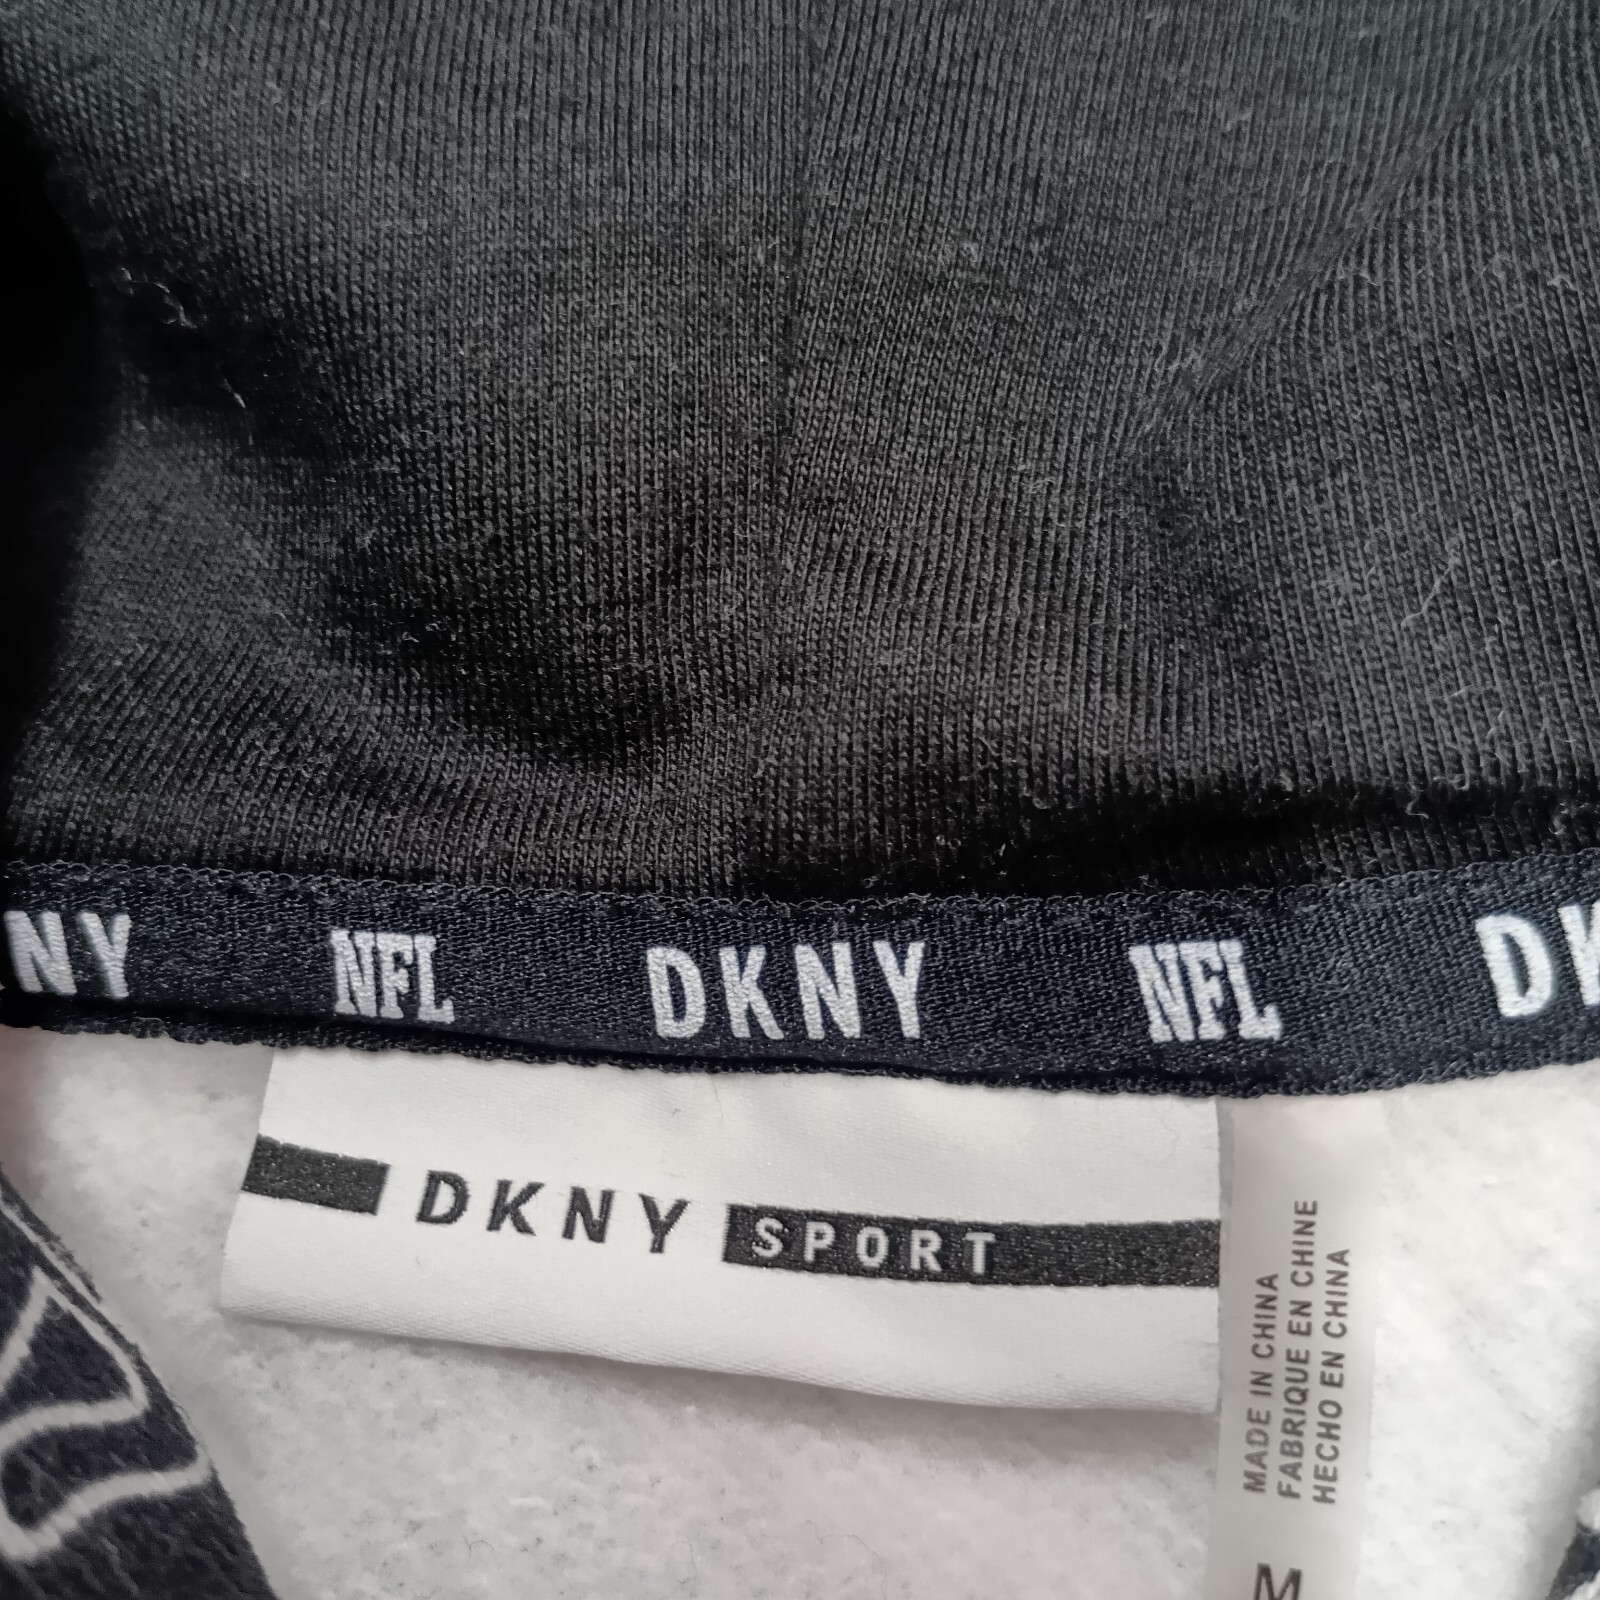 NY NFL DKNY NFL DK
DKNY SPORT
MADE IN CHINA
FABRIQUE EN CHINE
HECHO EN CHINA
M